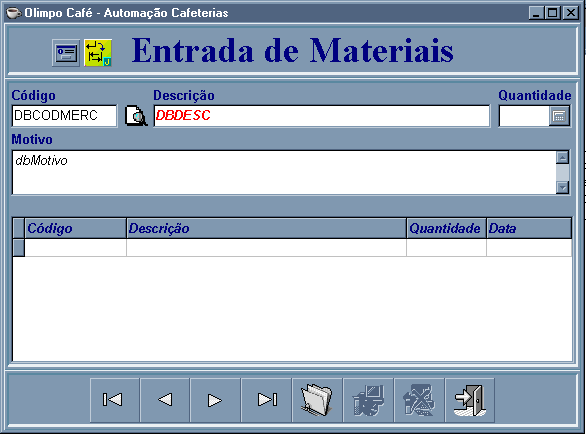 Olimpo Café - Automação Cafeterias
Entrada de Materiais
Código Descrição Quantidade
DBCODMERC DBDESC
Motivo
dbMotivo
Código Descrição Quantidade Data